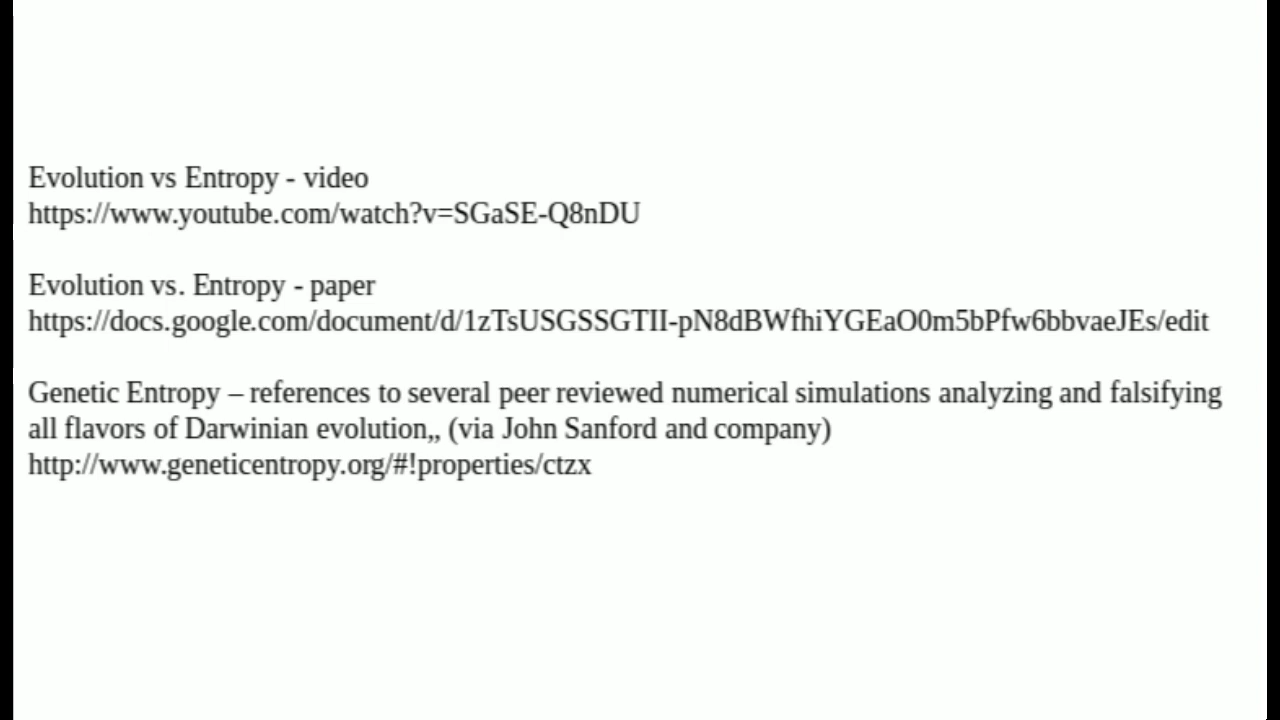 Evolution vs Entropy - video
https://www.youtube.com/watch?v=SGaSE-Q8nDU
Evolution vs. Entropy - paper
https://docs.google.com/document/d/1zTsUSGSSGTII-pN8dBWfhiYGEaO0m5bPfw6bbvaeJEs/edit
Genetic Entropy – references to several peer reviewed numerical simulations analyzing and falsifying
all flavors of Darwinian evolution,, (via John Sanford and company)
http://www.geneticentropy.org/#!properties/ctzx